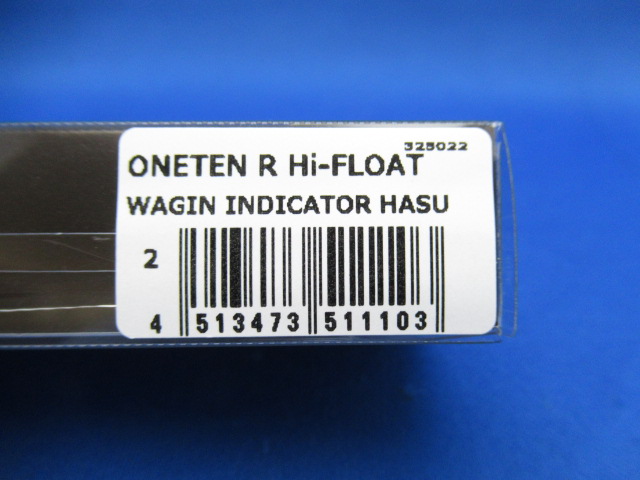 325022
ONETEN R Hi-FLOAT
WAGIN INDICATOR HASU
2
4 513473 511103